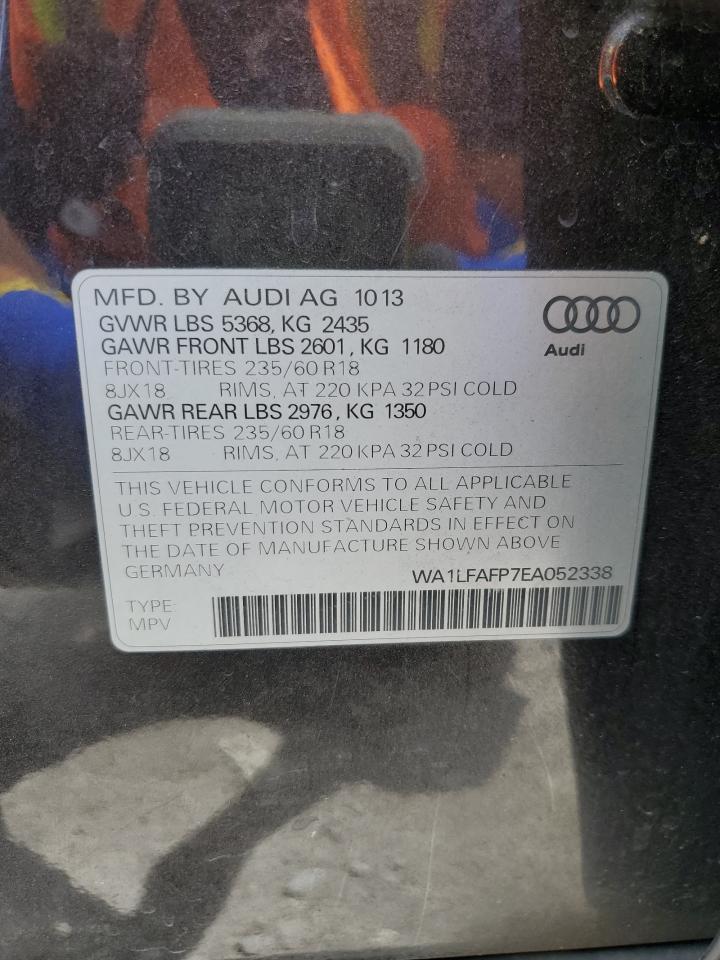 MFD. BY AUDI AG 1013
GVWR LBS 5368, KG 2435
GAWR FRONT LBS 2601, KG 1180
FRONT-TIRES 235/60 R18
8JX18 RIMS, AT 220 KPA 32 PSI COLD
GAWR REAR LBS 2976, KG 1350
REAR-TIRES 235/60 R18
8JX18 RIMS, AT 220 KPA 32 PSI COLD
Audi
THIS VEHICLE CONFORMS TO ALL APPLICABLE
U.S. FEDERAL MOTOR VEHICLE SAFETY AND
THEFT PREVENTION STANDARDS IN EFFECT ON
THE DATE OF MANUFACTURE SHOWN ABOVE
GERMANY WA1LFAFP7EA052338
TYPE:
MPV